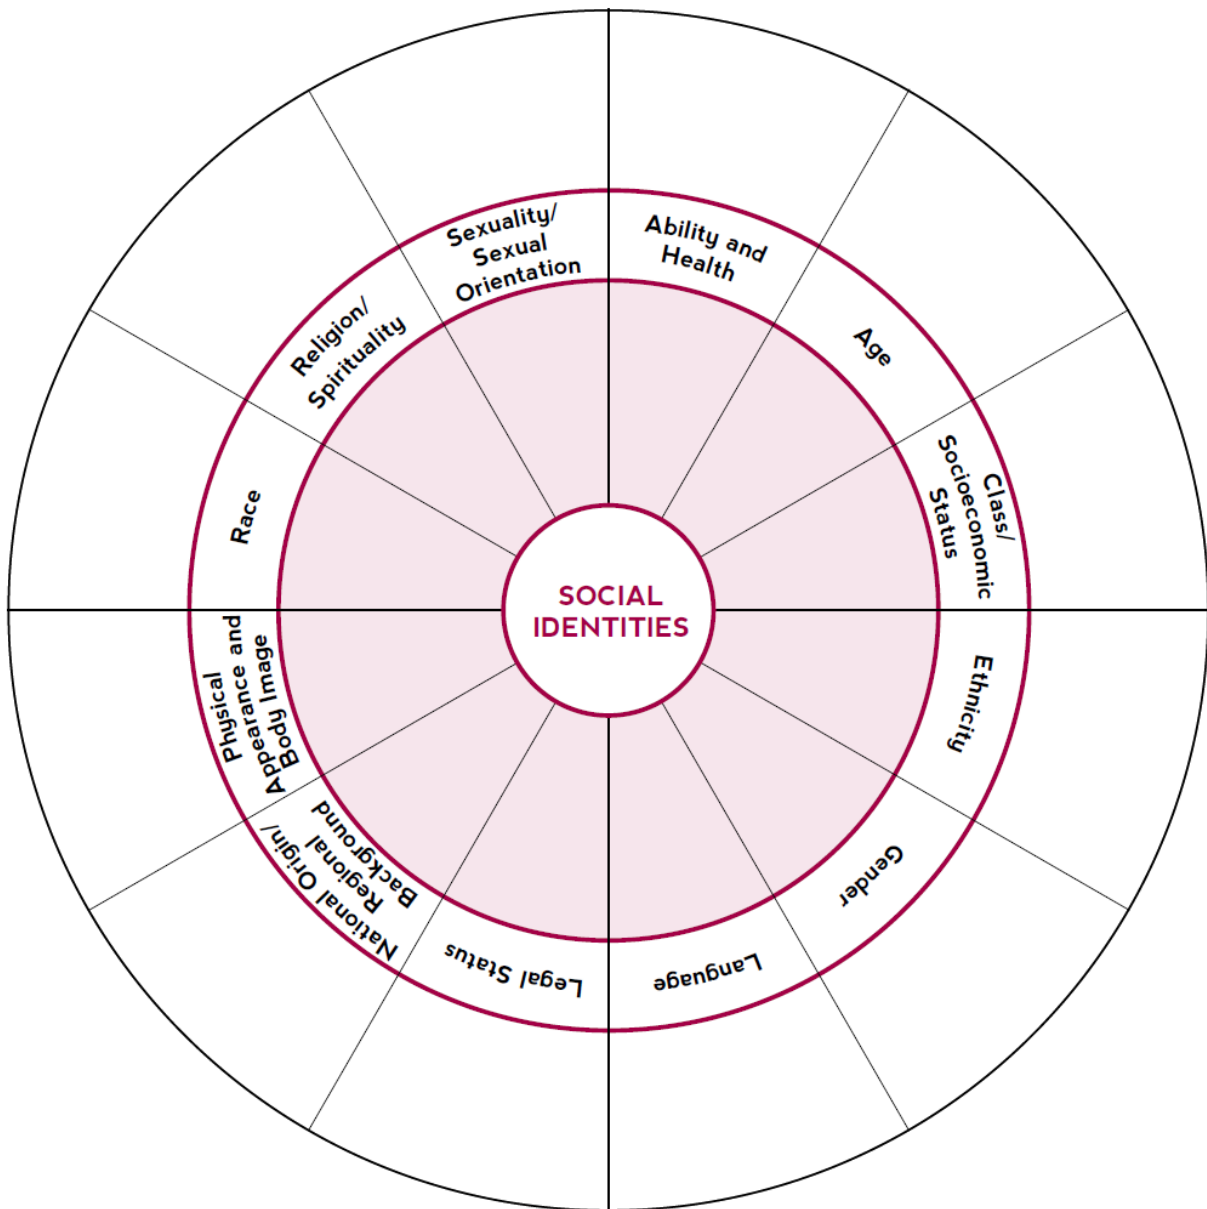 SOCIAL
IDENTITIES
Ability and
Health
Age
Class/
Socioeconomic
Status
Ethnicity
Gender
Language
Legal Status
National Origin/
Regional
Background
Physical
Appearance and
Body Image
Race
Religion/
Spirituality
Sexuality/
Sexual
Orientation